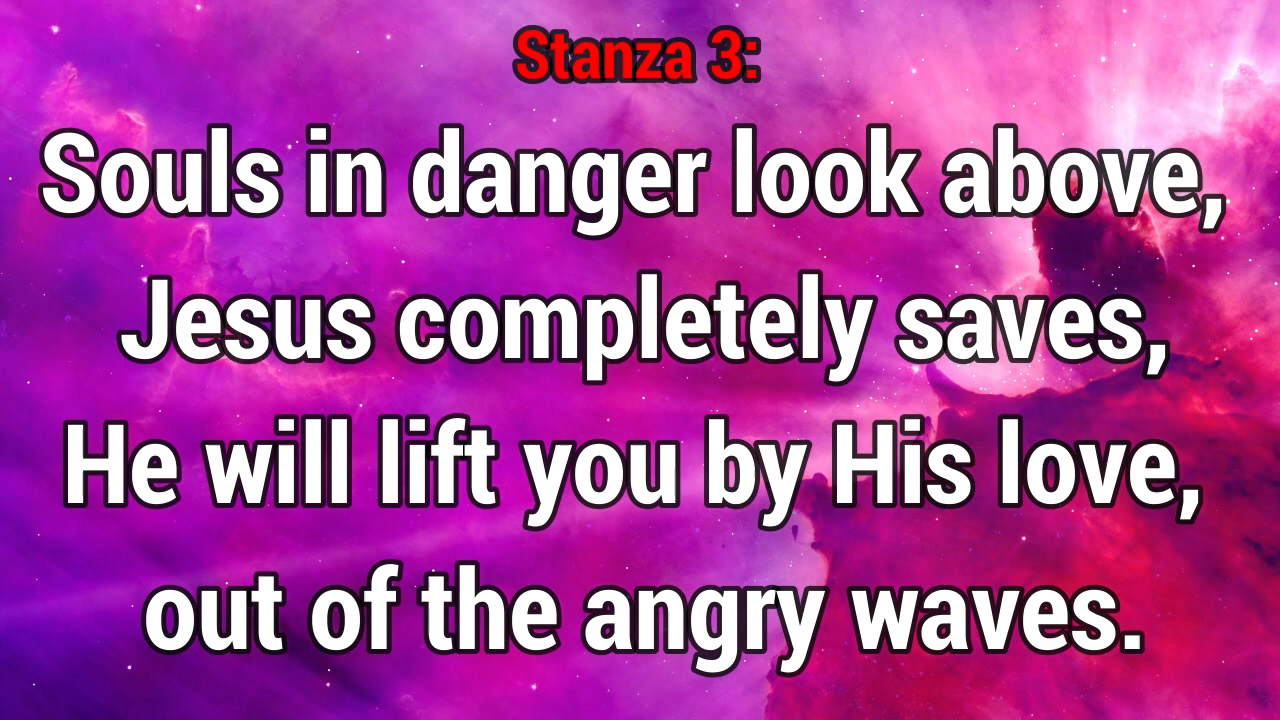 Stanza 3:
Souls in danger look above,
Jesus completely saves,
He will lift you by His love,
out of the angry waves.